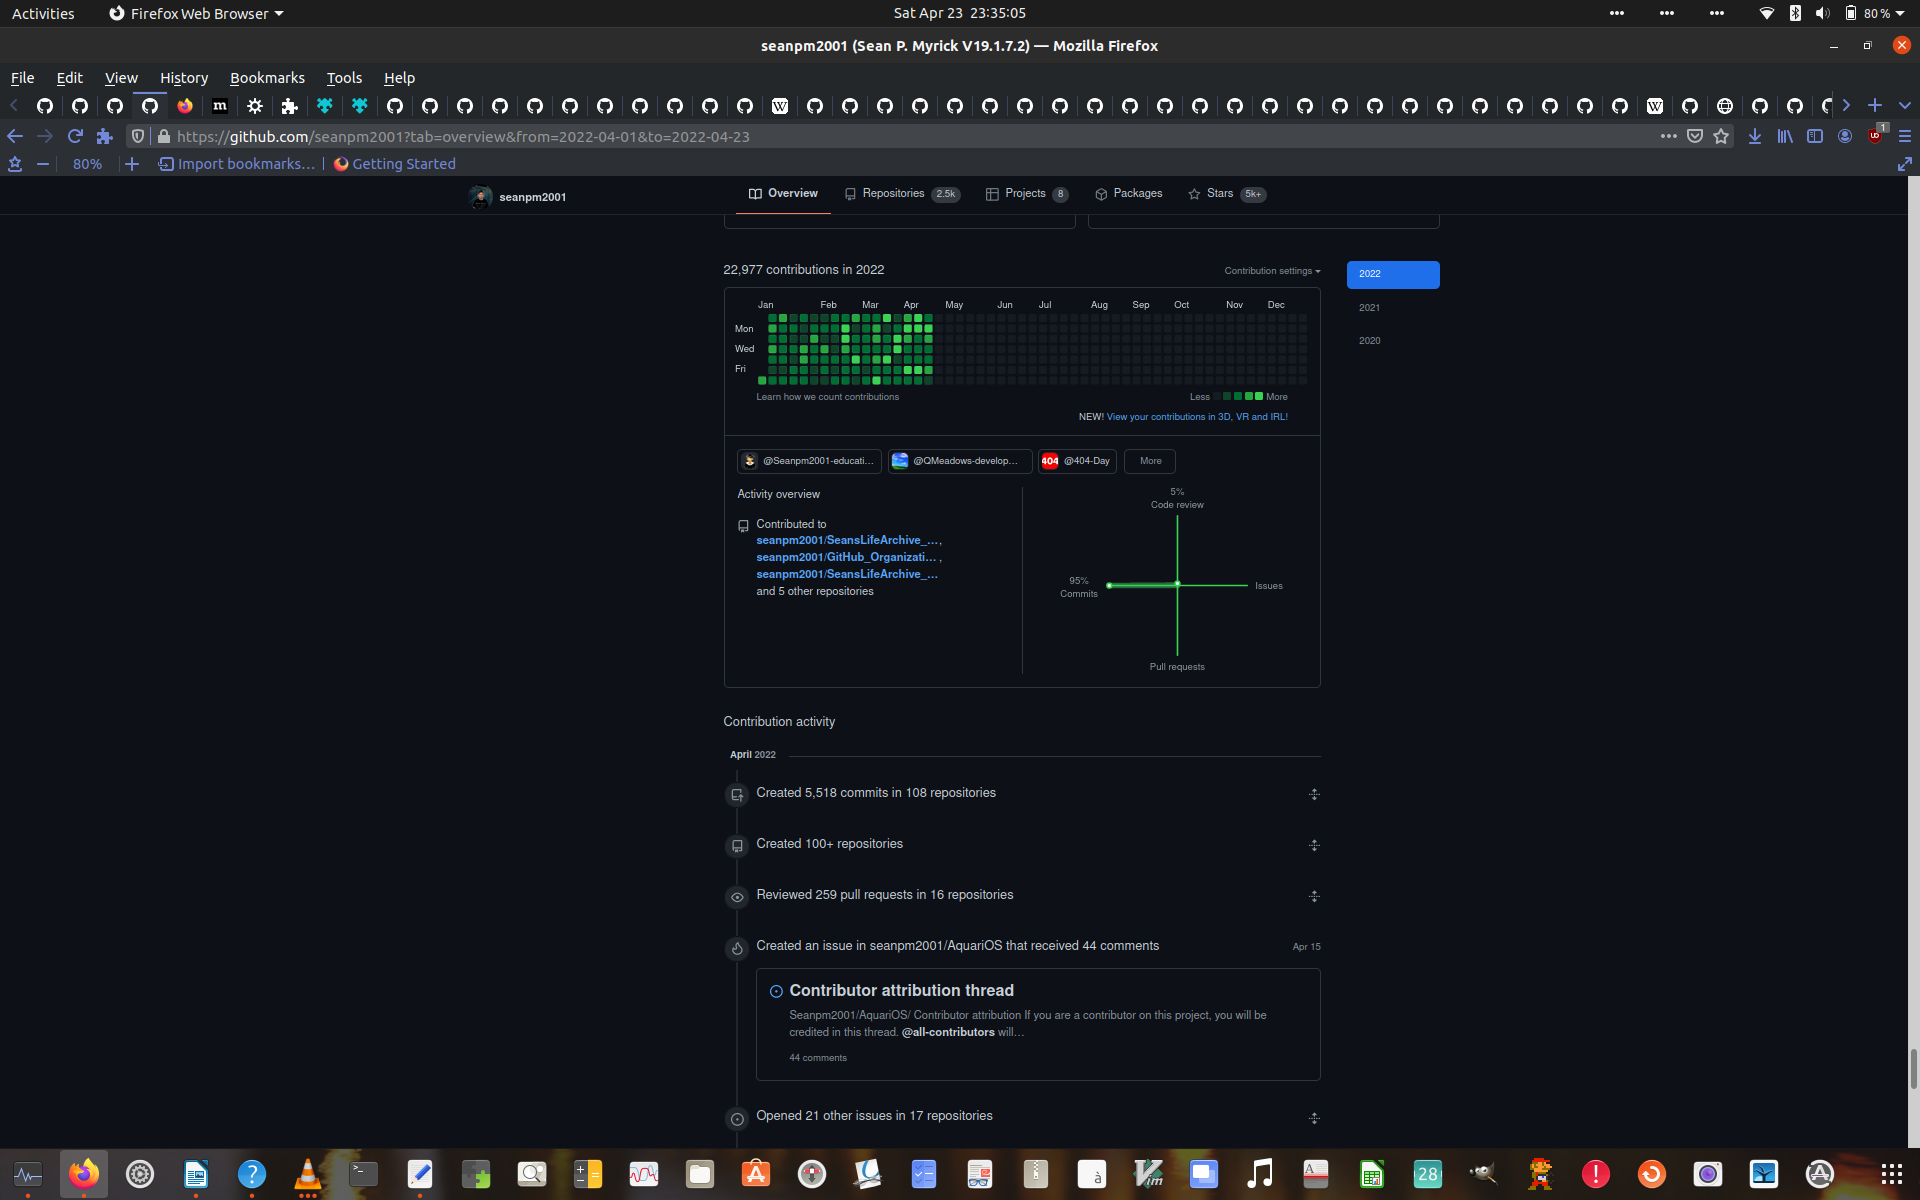 Activities
Firefox Web Browser
Sat Apr 23  23:35:05
80 %
seanpm2001 (Sean P. Myrick V19.1.7.2) — Mozilla Firefox
File Edit View History Bookmarks Tools Help
https://github.com/seanpm2001?tab=overview&from=2022-04-01&to=2022-04-23
1
80%
Import bookmarks…
Getting Started
seanpm2001
Overview
Repositories 2.5k
Projects 8
Packages
Stars 5k+
22,977 contributions in 2022
Contribution settings
2022
2021
2020
Jan Feb Mar Apr May Jun Jul Aug Sep Oct Nov Dec
Mon
Wed
Fri
Learn how we count contributions
Less More
NEW! View your contributions in 3D, VR and IRL!
@Seanpm2001-educati…
@QMeadows-develop…
404 @404-Day
More
Activity overview
Contributed to
seanpm2001/SeansLifeArchive_…,
seanpm2001/GitHub_Organizati… ,
seanpm2001/SeansLifeArchive_…
and 5 other repositories
5%
Code review
95%
Commits
Issues
Pull requests
Contribution activity
April 2022
Created 5,518 commits in 108 repositories
Created 100+ repositories
Reviewed 259 pull requests in 16 repositories
Created an issue in seanpm2001/AquariOS that received 44 comments
Apr 15
Contributor attribution thread
Seanpm2001/AquariOS/ Contributor attribution If you are a contributor on this project, you will be
credited in this thread. @all-contributors will…
44 comments
Opened 21 other issues in 17 repositories
28